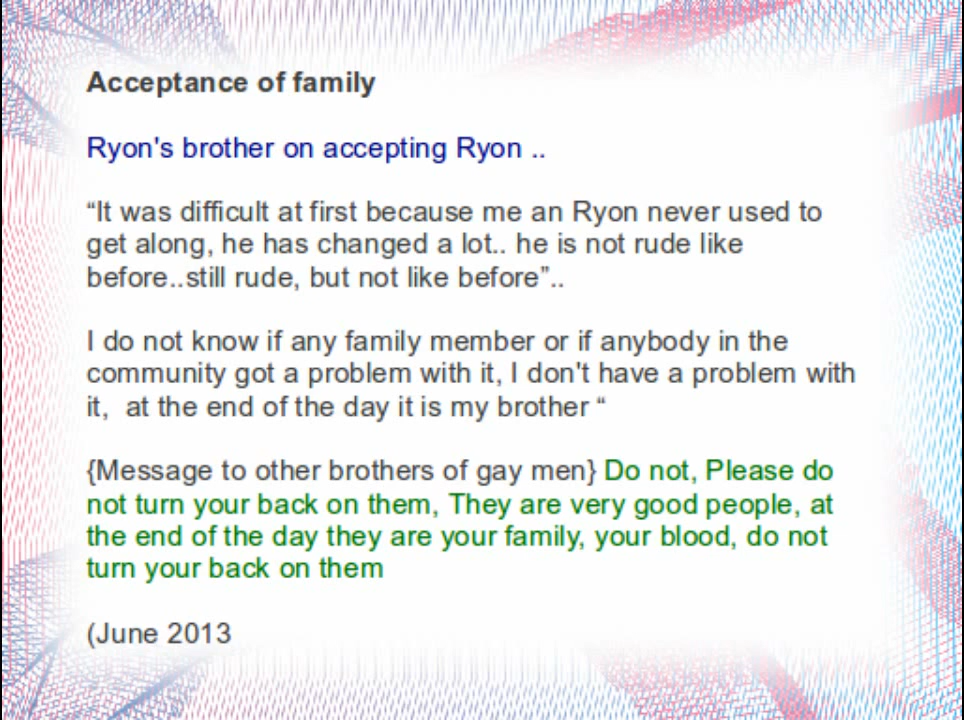 Acceptance of family
Ryon's brother on accepting Ryon ..
“It was difficult at first because me an Ryon never used to
get along, he has changed a lot.. he is not rude like
before..still rude, but not like before”..
I do not know if any family member or if anybody in the
community got a problem with it, I don't have a problem with
it,  at the end of the day it is my brother “
{Message to other brothers of gay men} Do not, Please do
not turn your back on them, They are very good people, at
the end of the day they are your family, your blood, do not
turn your back on them
(June 2013